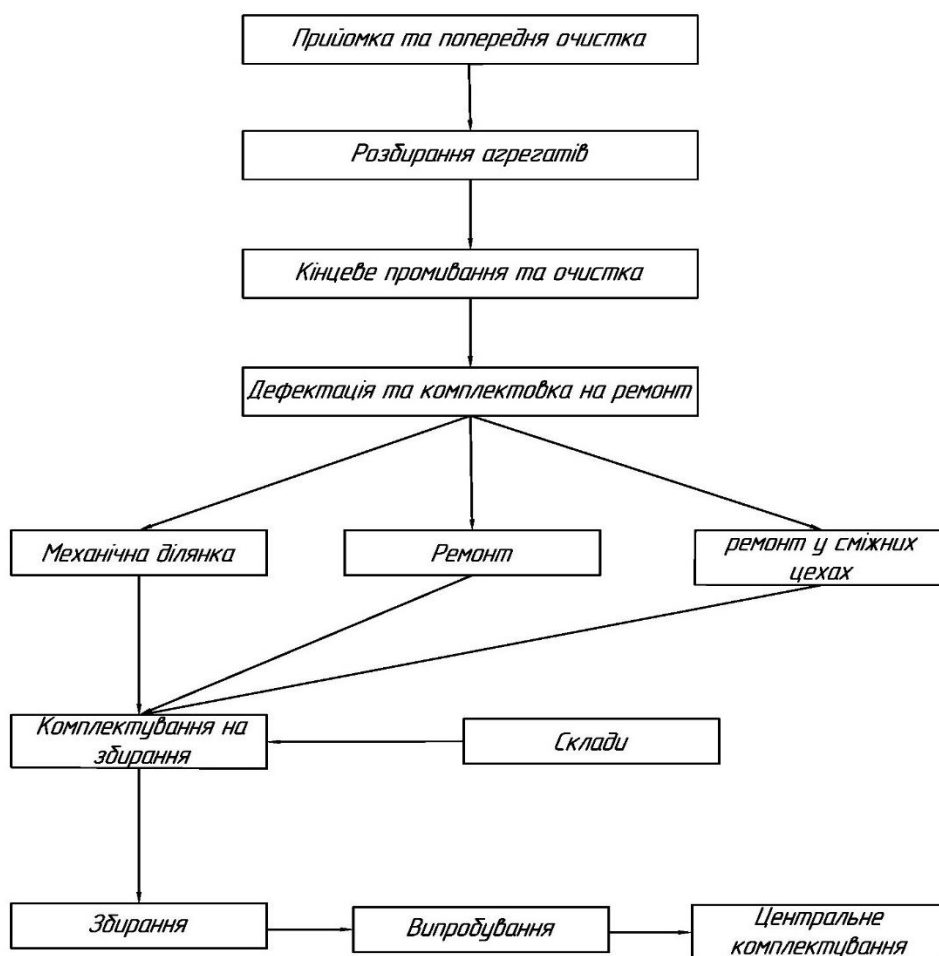 Прийомка та попередня очистка
Розбирання агрегатів
Кінцеве промивання та очистка
Дефектація та комплектовка на ремонт
Механічна ділянка
Ремонт
ремонт у сміжних
цехах
Комплектування на
збирання
Склади
Збирання
Випробування
Центральне
комплектування